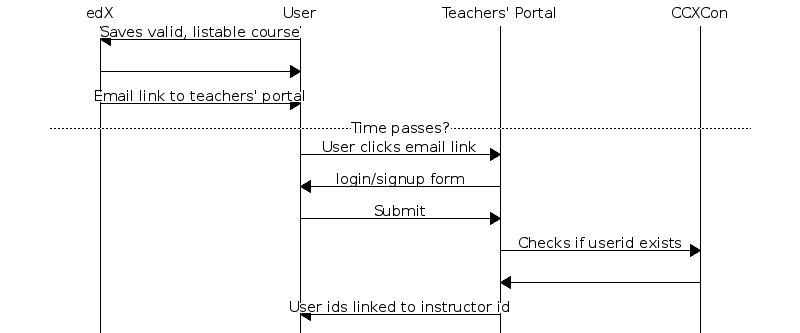 edX User Teachers' Portal CCXCon
Saves valid, listable course
Email link to teachers' portal
Time passes?
User clicks email link
login/signup form
Submit
Checks if userid exists
User ids linked to instructor id